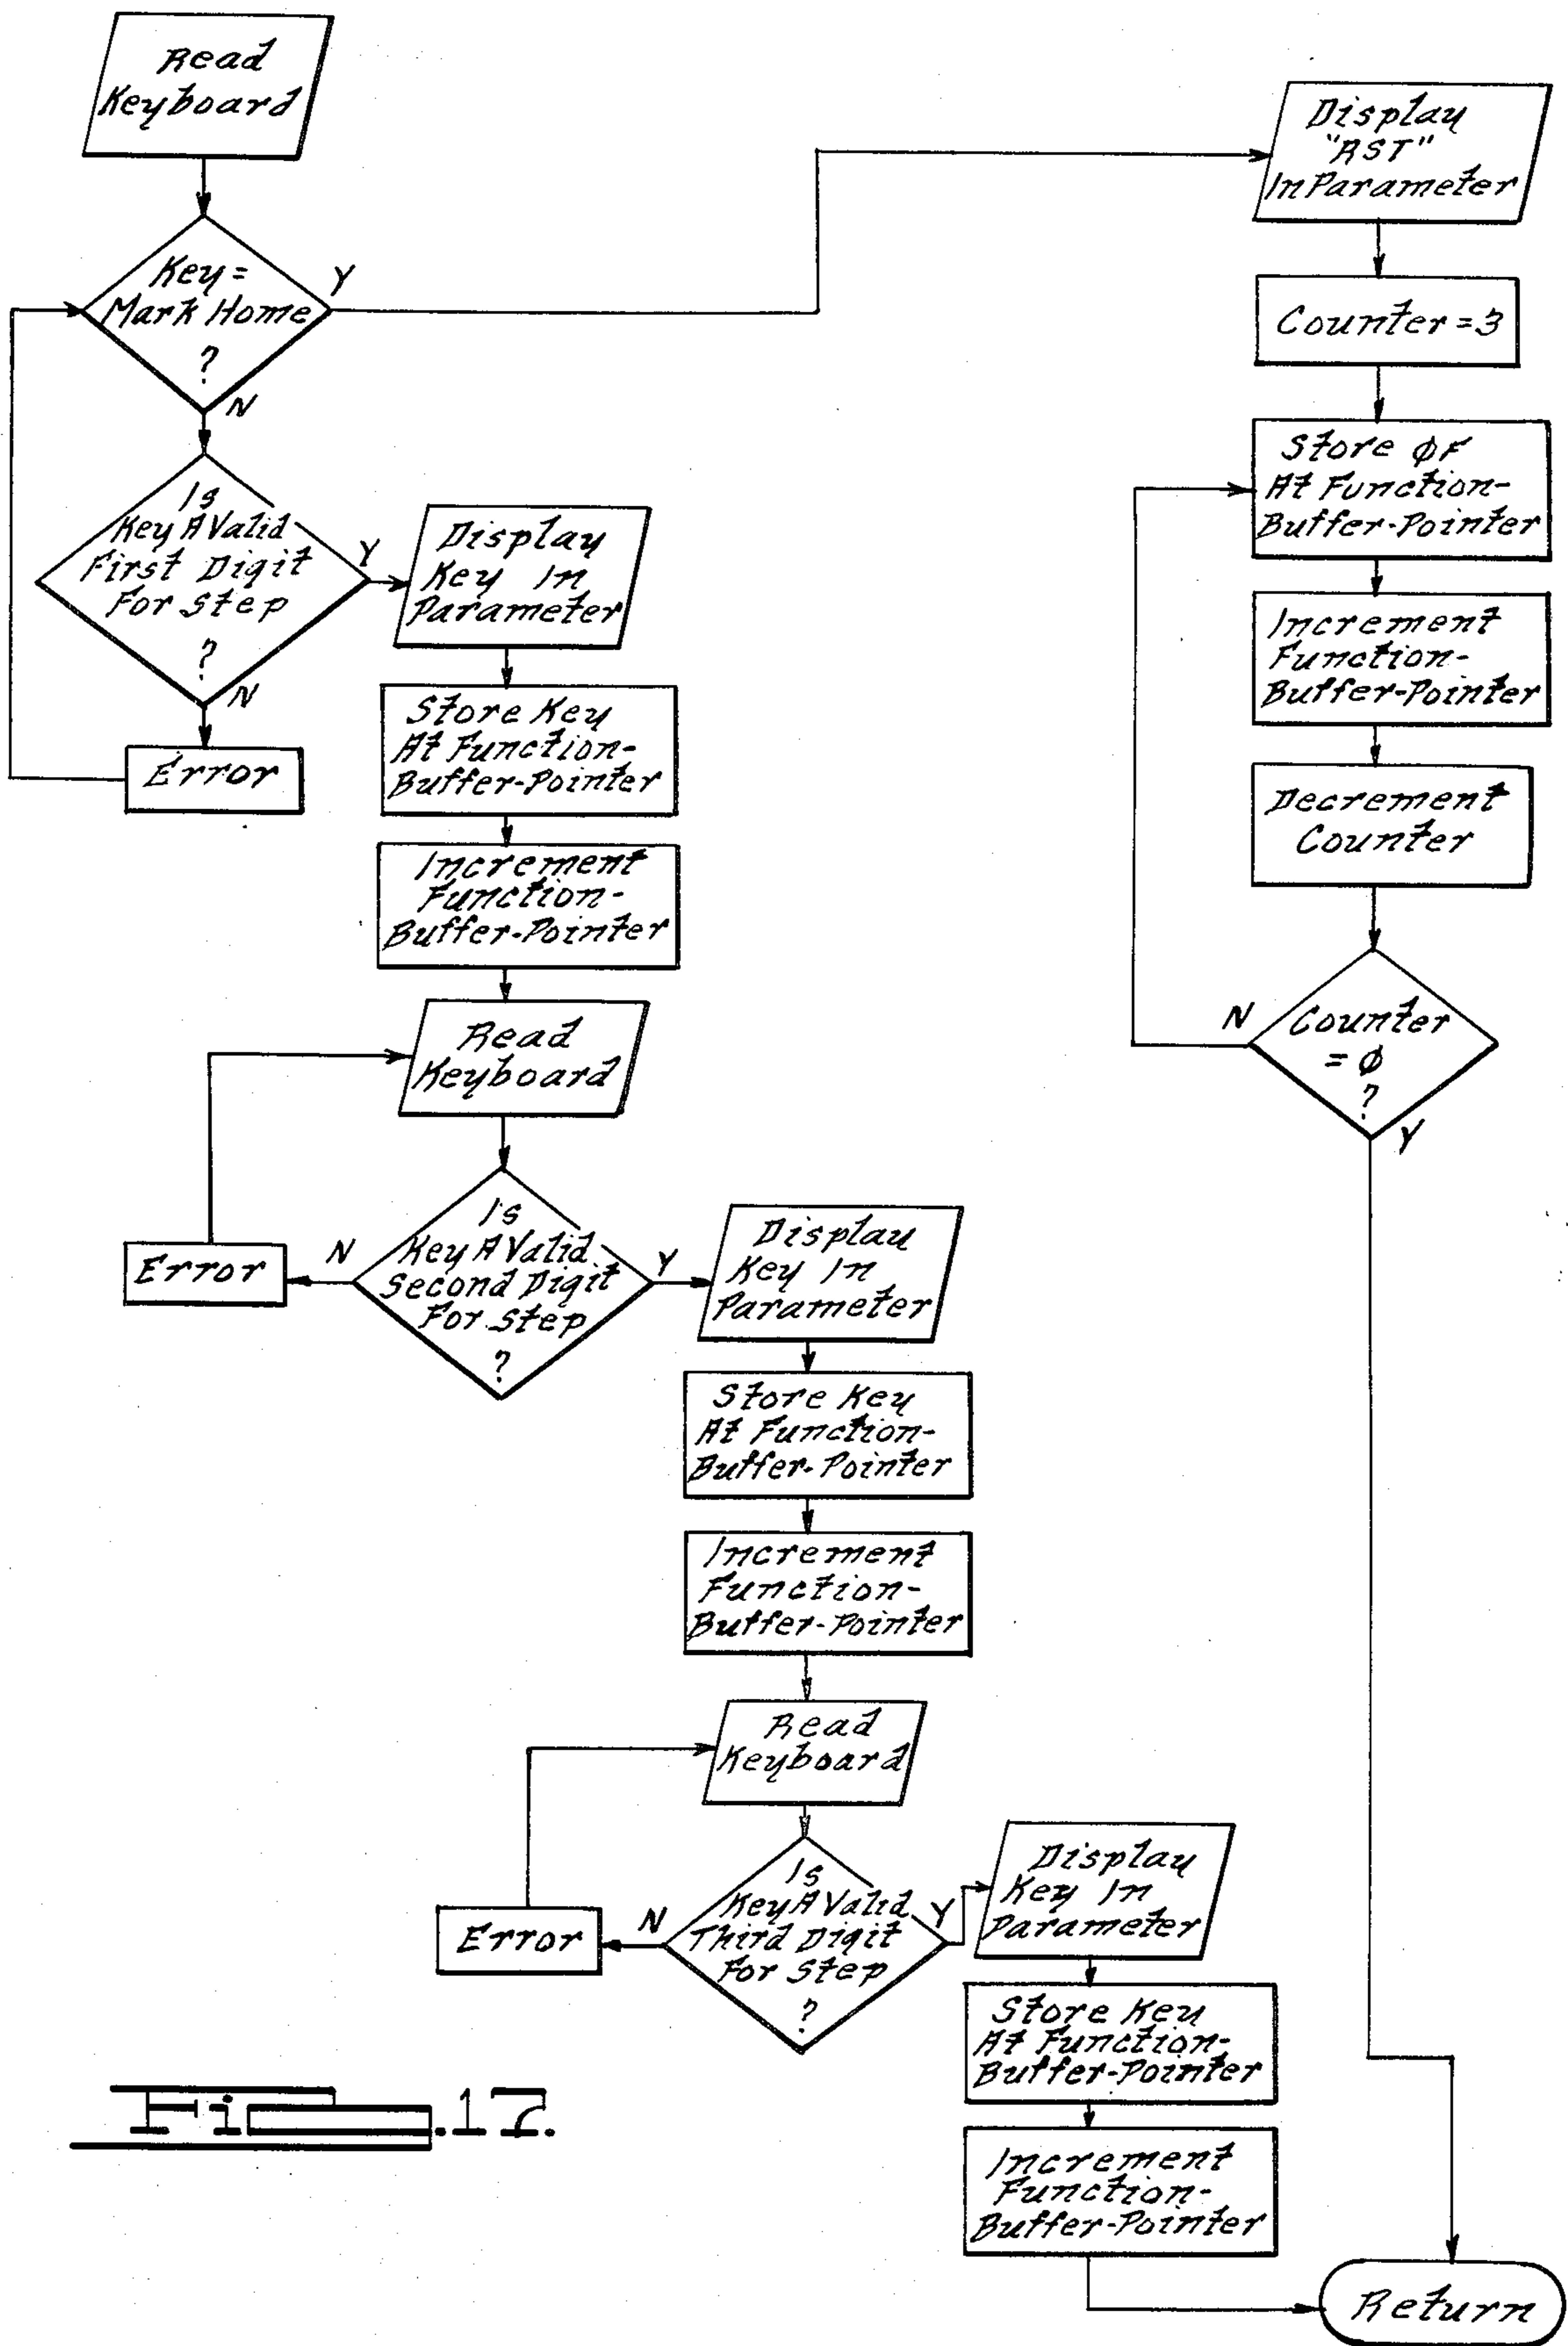 Read
Keyboard
Key =
Mark Home
?
Y
N
Is
Key A Valid
First Digit
For Step
?
Y
N
Error
Display
Key In
Parameter
Store Key
At Function-
Buffer-Pointer
Increment
Function-
Buffer-Pointer
Read
Keyboard
Is
Key A Valid
Second Digit
For Step
?
N
Y
Error
Display
Key In
Parameter
Store Key
At Function-
Buffer-Pointer
Increment
Function-
Buffer-Pointer
Read
Keyboard
Is
Key A Valid
Third Digit
For Step
?
N
Y
Error
Display
Key In
Parameter
Store Key
At Function-
Buffer-Pointer
Increment
Function-
Buffer-Pointer
Display
"RST"
In Parameter
Counter = 3
Store ØF
At Function-
Buffer-Pointer
Increment
Function-
Buffer-Pointer
Decrement
Counter
Counter
= Ø
?
N
Y
Return
Fig. 17.